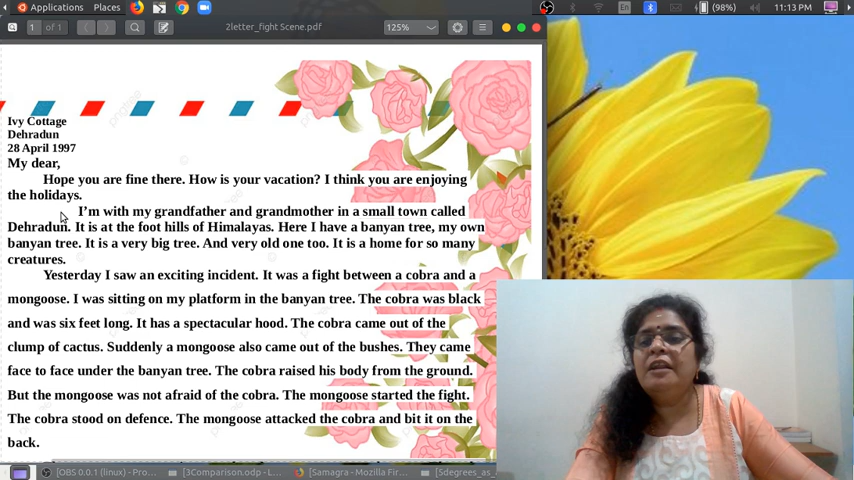 Applications Places En (98%) 11:13 PM
1 of 1 2letter_fight Scene.pdf 125%
Ivy Cottage
Dehradun
28 April 1997
My dear,
Hope you are fine there. How is your vacation? I think you are enjoying
the holidays.
I'm with my grandfather and grandmother in a small town called
Dehradun. It is at the foot hills of Himalayas. Here I have a banyan tree, my own
banyan tree. It is a very big tree. And very old one too. It is a home for so many
creatures.
Yesterday I saw an exciting incident. It was a fight between a cobra and a
mongoose. I was sitting on my platform in the banyan tree. The cobra was black
and was six feet long. It has a spectacular hood. The cobra came out of the
clump of cactus. Suddenly a mongoose also came out of the bushes. They came
face to face under the banyan tree. The cobra raised his body from the ground.
But the mongoose was not afraid of the cobra. The mongoose started the fight.
The cobra stood on defence. The mongoose attacked the cobra and bit it on the
back.
[OBS 0.0.1 (linux) - Pro... [3Comparison.odp - L... [Samagra - Mozilla Fir... [5degrees_as_